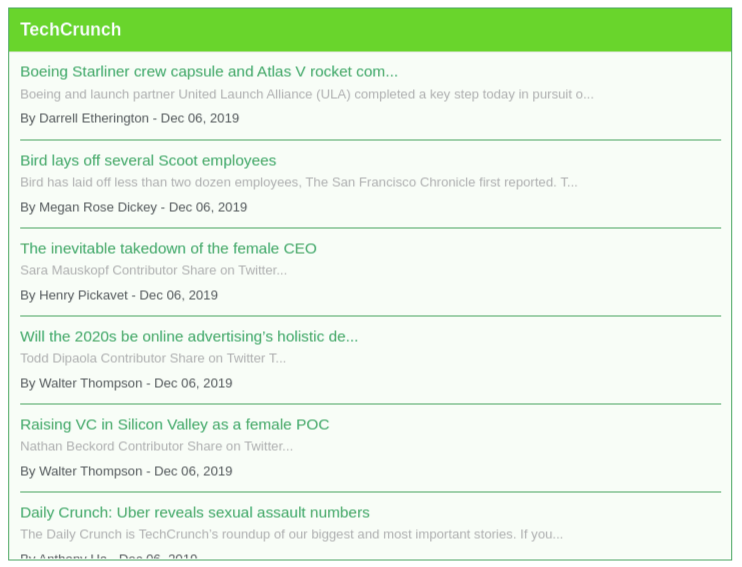 TechCrunch
Boeing Starliner crew capsule and Atlas V rocket com...
Boeing and launch partner United Launch Alliance (ULA) completed a key step today in pursuit o...
By Darrell Etherington - Dec 06, 2019
Bird lays off several Scoot employees
Bird has laid off less than two dozen employees, The San Francisco Chronicle first reported. T...
By Megan Rose Dickey - Dec 06, 2019
The inevitable takedown of the female CEO
Sara Mauskopf Contributor Share on Twitter...
By Henry Pickavet - Dec 06, 2019
Will the 2020s be online advertising's holistic de...
Todd Dipaola Contributor Share on Twitter T...
By Walter Thompson - Dec 06, 2019
Raising VC in Silicon Valley as a female POC
Nathan Beckord Contributor Share on Twitter...
By Walter Thompson - Dec 06, 2019
Daily Crunch: Uber reveals sexual assault numbers
The Daily Crunch is TechCrunch's roundup of our biggest and most important stories. If you...
By Anthony Ha - Dec 06, 2019